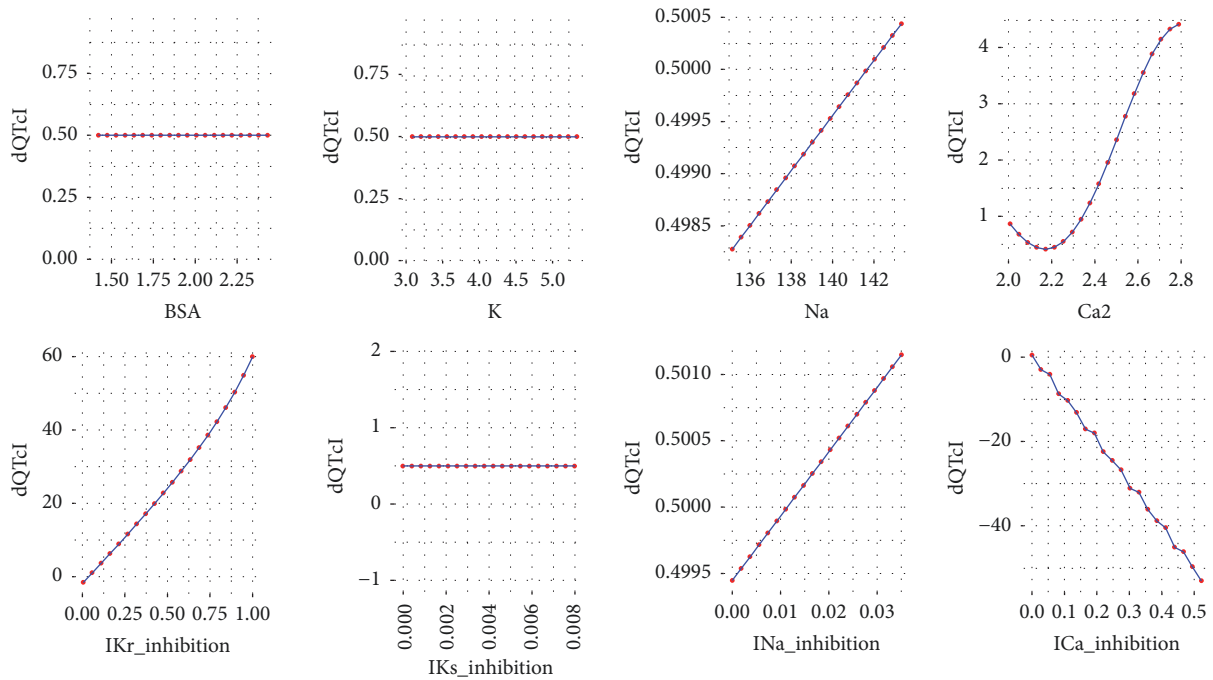 dQTcI
0.75
0.50
0.25
0.00
1.50 1.75 2.00 2.25
BSA
dQTcI
0.75
0.50
0.25
0.00
3.0 3.5 4.0 4.5 5.0
K
dQTcI
0.5005
0.5000
0.4995
0.4990
0.4985
136 138 140 142
Na
dQTcI
4
3
2
1
2.0 2.2 2.4 2.6 2.8
Ca2
dQTcI
60
40
20
0
0.00 0.25 0.50 0.75 1.00
IKr_inhibition
dQTcI
2
1
0
−1
0.000 0.002 0.004 0.006 0.008
IKs_inhibition
dQTcI
0.5010
0.5005
0.5000
0.4995
0.00 0.01 0.02 0.03
INa_inhibition
dQTcI
0
−20
−40
0.0 0.1 0.2 0.3 0.4 0.5
ICa_inhibition